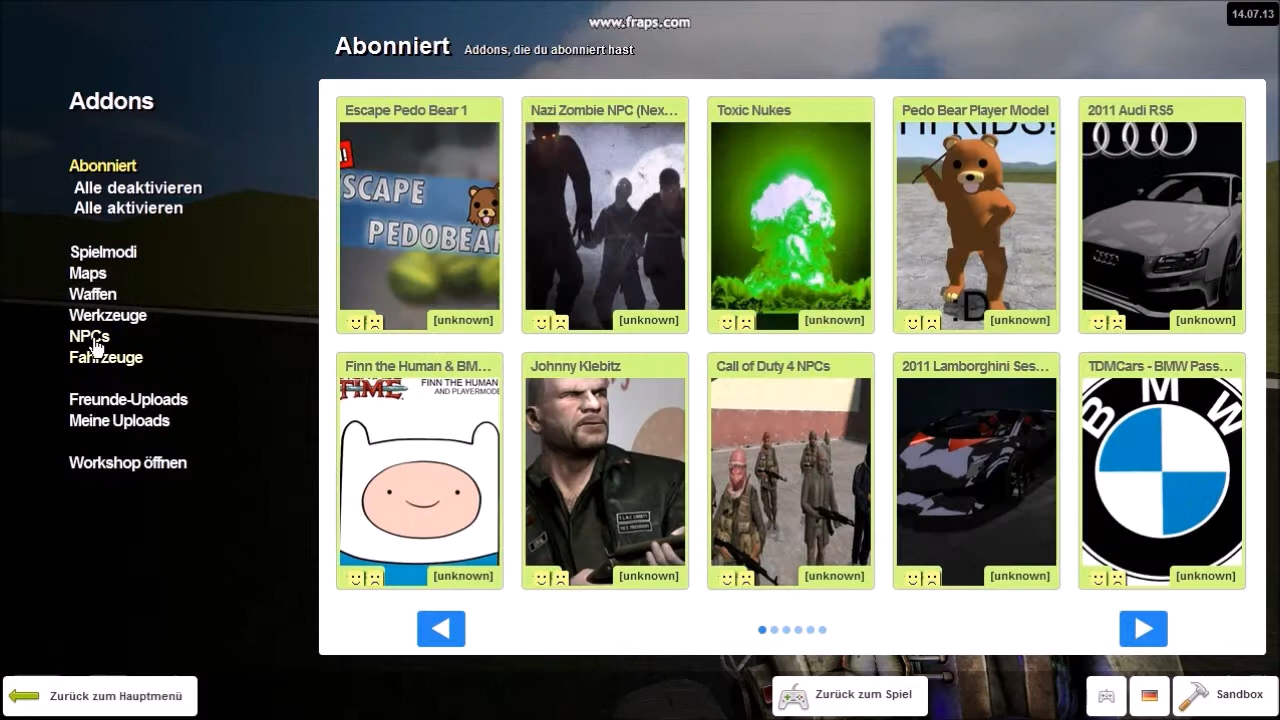 www.fraps.com
14.07.13
Abonniert Addons, die du abonniert hast
Addons
Abonniert
Alle deaktivieren
Alle aktivieren
Spielmodi
Maps
Waffen
Werkzeuge
NPCs
Fahrzeuge
Freunde-Uploads
Meine Uploads
Workshop öffnen
Escape Pedo Bear 1
SCAPE
PEDOBEAR
[unknown]
Nazi Zombie NPC (Nex...
[unknown]
Toxic Nukes
[unknown]
Pedo Bear Player Model
HI KIDS!
:D
[unknown]
2011 Audi RS5
[unknown]
Finn the Human & BM...
TIME
FINN THE HUMAN
AND PLAYERMODE
[unknown]
Johnny Klebitz
[unknown]
Call of Duty 4 NPCs
[unknown]
2011 Lamborghini Ses...
[unknown]
TDMCars - BMW Pass...
BMW
[unknown]
Zurück zum Hauptmenü
Zurück zum Spiel
Sandbox